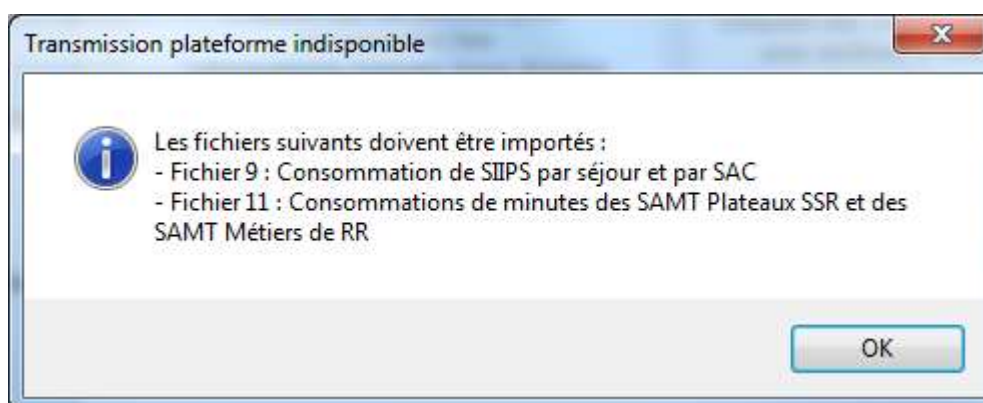 Transmission plateforme indisponible
Les fichiers suivants doivent être importés :
- Fichier 9 : Consommation de SIIPS par séjour et par SAC
- Fichier 11 : Consommations de minutes des SAMT Plateaux SSR et des
SAMT Métiers de RR
OK